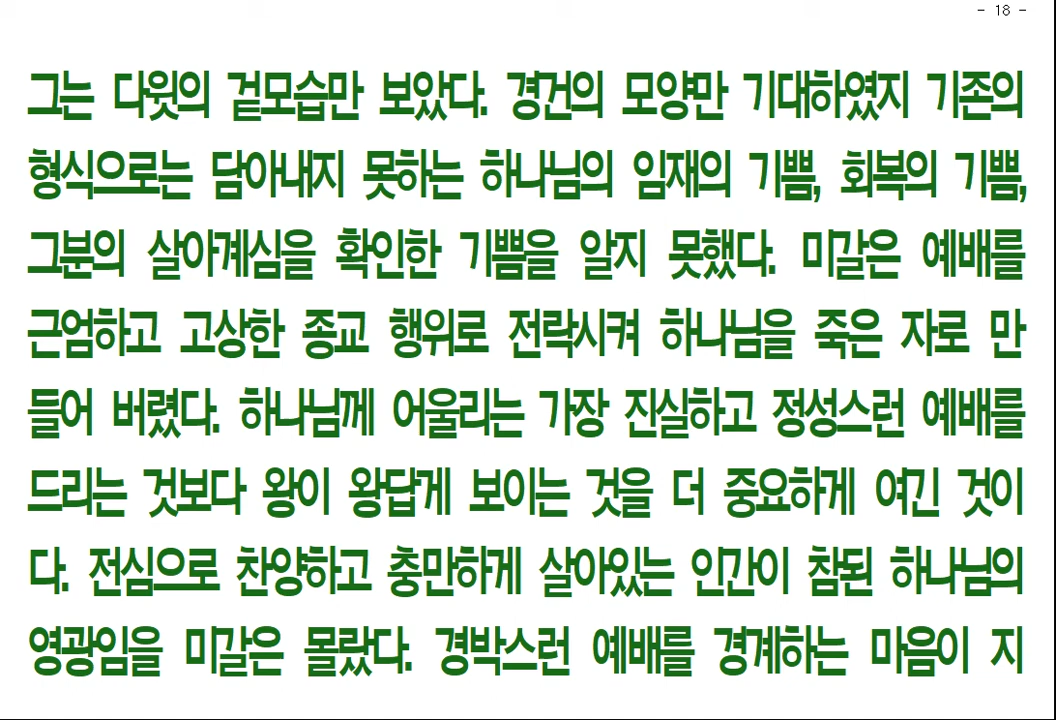 - 18 -
그는 다윗의 겉모습만 보았다. 경건의 모양만 기대하였지 기존의
형식으로는 담아내지 못하는 하나님의 임재의 기쁨, 회복의 기쁨,
그분의 살아계심을 확인한 기쁨을 알지 못했다. 미갈은 예배를
근엄하고 고상한 종교 행위로 전락시켜 하나님을 죽은 자로 만
들어 버렸다. 하나님께 어울리는 가장 진실하고 정성스런 예배를
드리는 것보다 왕이 왕답게 보이는 것을 더 중요하게 여긴 것이
다. 전심으로 찬양하고 충만하게 살아있는 인간이 참된 하나님의
영광임을 미갈은 몰랐다. 경박스런 예배를 경계하는 마음이 지